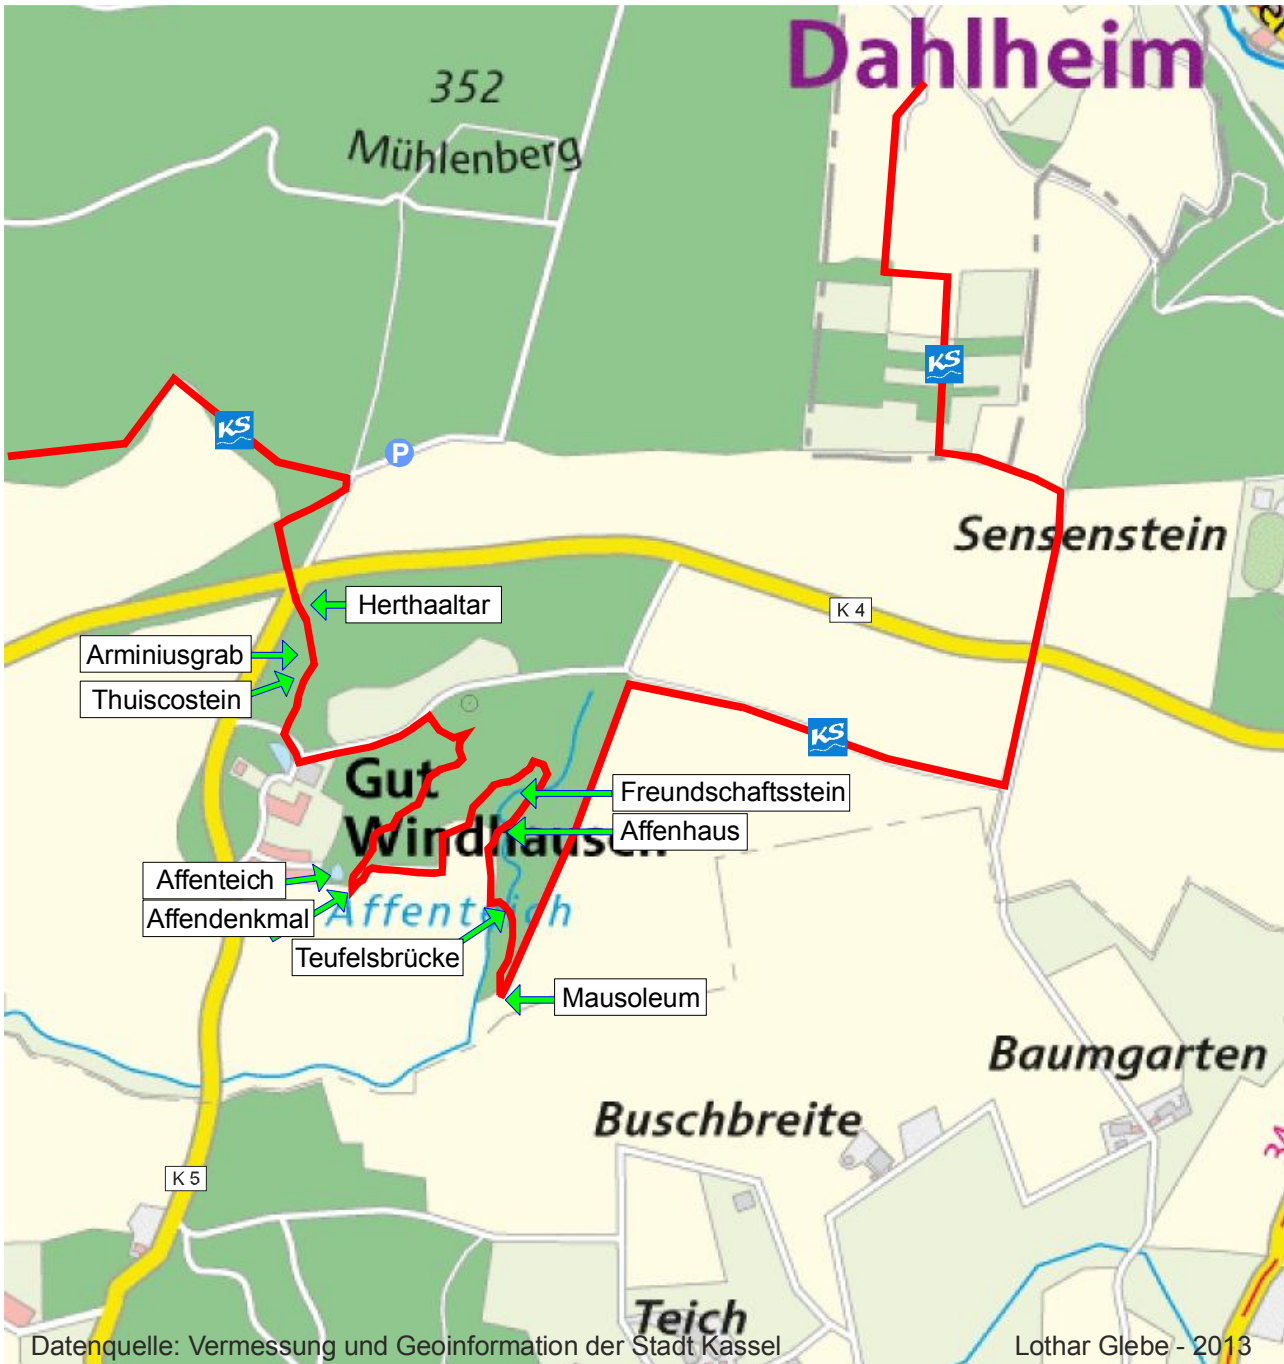 Dahlheim
352
Mühlenberg
KS
KS
P
Sensenstein
Herthaaltar
K 4
Arminiusgrab
Thuiscostein
KS
Gut
Windhausen
Freundschaftsstein
Affenhaus
Affenteich
Affendenkmal
Affenteich
Teufelsbrücke
Mausoleum
Baumgarten
Buschbreite
K 5
Teich
Datenquelle: Vermessung und Geoinformation der Stadt Kassel
Lothar Glebe - 2013